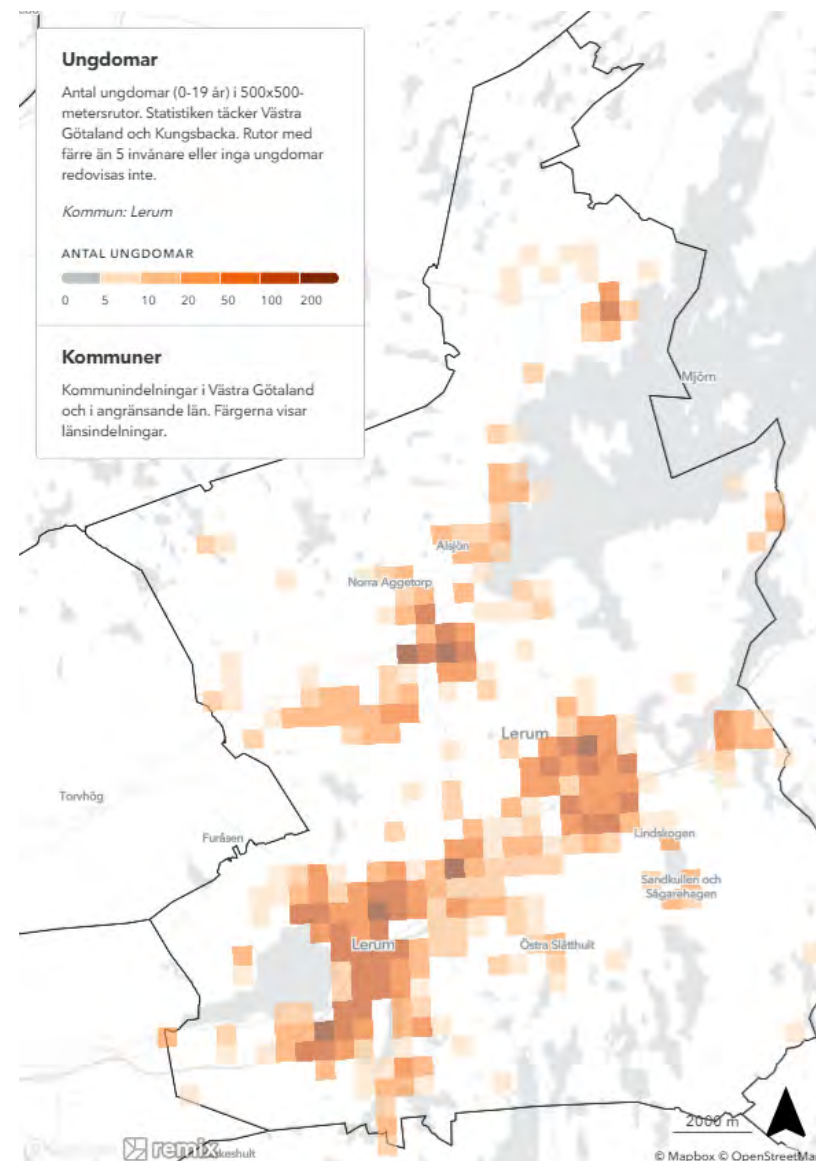 Ungdomar
Antal ungdomar (0-19 år) i 500x500-
metersrutor. Statistiken täcker Västra
Götaland och Kungsbacka. Rutor med
färre än 5 invånare eller inga ungdomar
redovisas inte.
Kommun: Lerum
ANTAL UNGDOMAR
0 5 10 20 50 100 200
Kommuner
Kommunindelningar i Västra Götaland
och i angränsande län. Färgerna visar
länsindelningar.
Mjörn
Alsjön
Norra Aggetorp
Lerum
Torvhög
Furåsen
Lindskogen
Sandkullen och
Sågarehagen
Lerum
Östra Slätthult
2000 m
remix
© Mapbox © OpenStreetMap